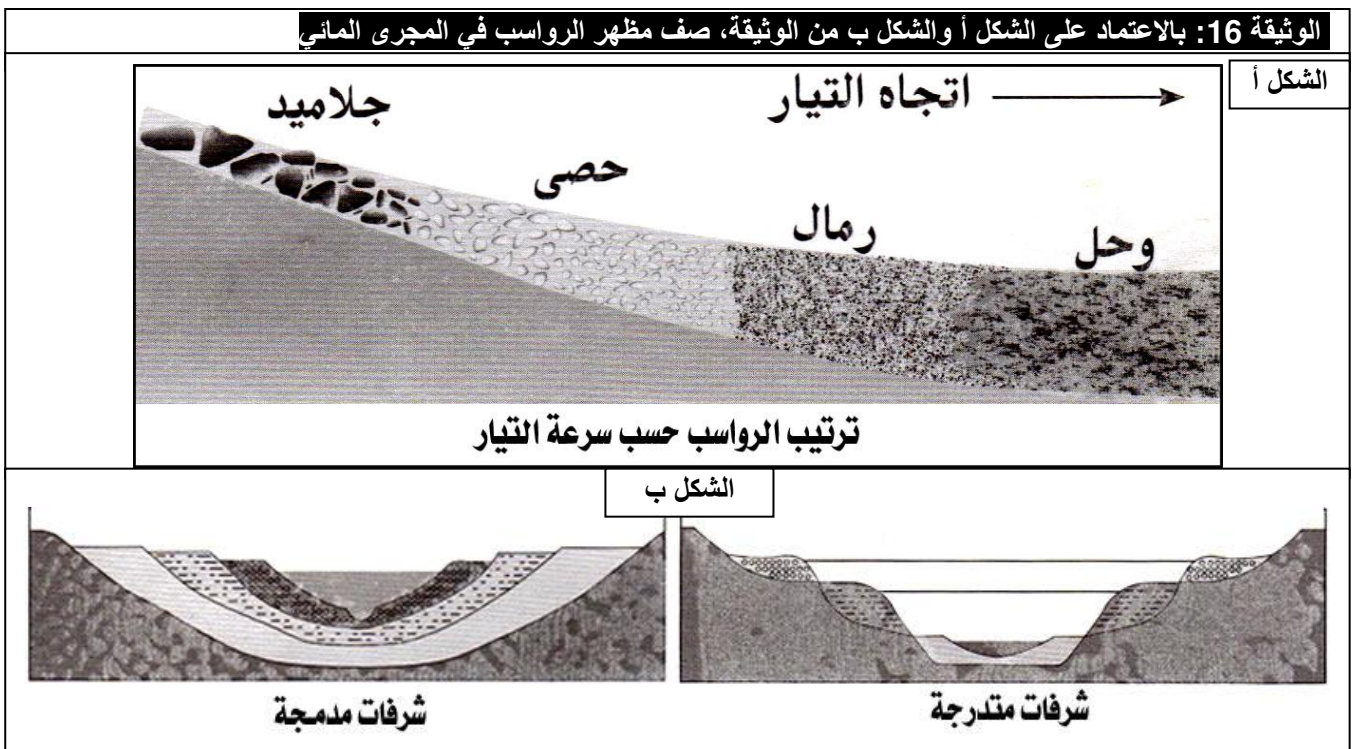 الوثيقة 16: بالاعتماد على الشكل أ والشكل ب من الوثيقة، صف مظهر الرواسب في المجرى المائي
الشكل أ
اتجاه التيار
جلاميد
حصى
رمال
وحل
ترتيب الرواسب حسب سرعة التيار
الشكل ب
شرفات متدرجة
شرفات مدمجة